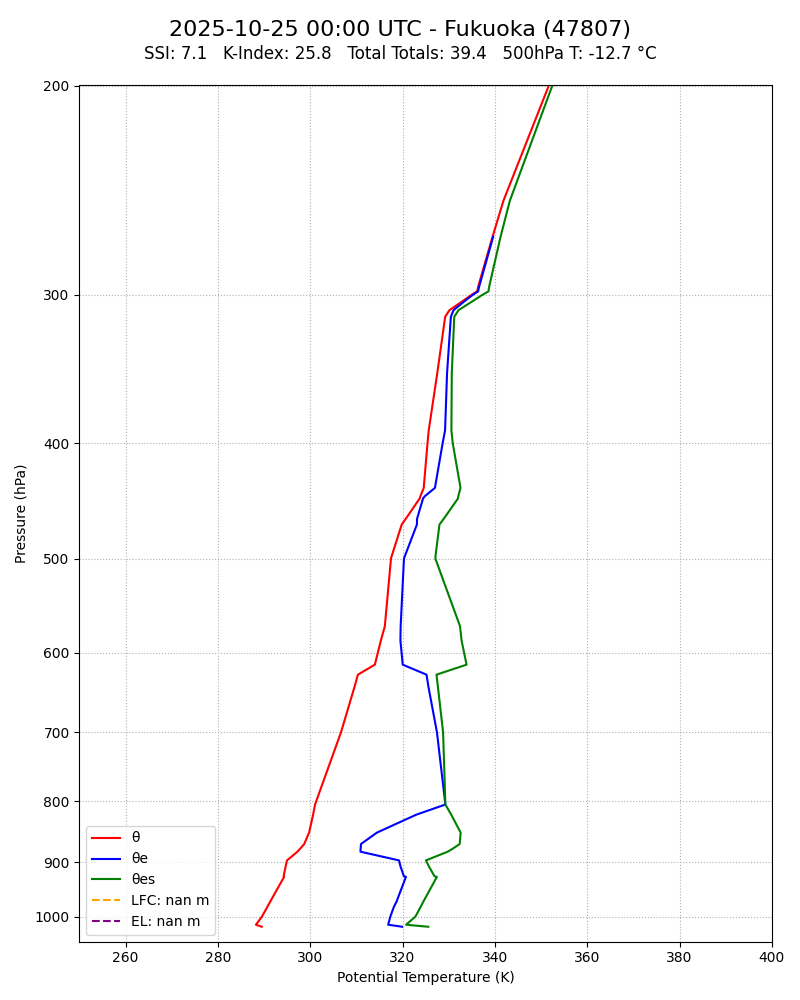 2025-10-25 00:00 UTC - Fukuoka (47807)
SSI: 7.1   K-Index: 25.8   Total Totals: 39.4   500hPa T: -12.7 °C
200
300
400
500
600
700
800
900
1000
Pressure (hPa)
θ
θe
θes
LFC: nan m
EL: nan m
260
280
300
320
340
360
380
400
Potential Temperature (K)